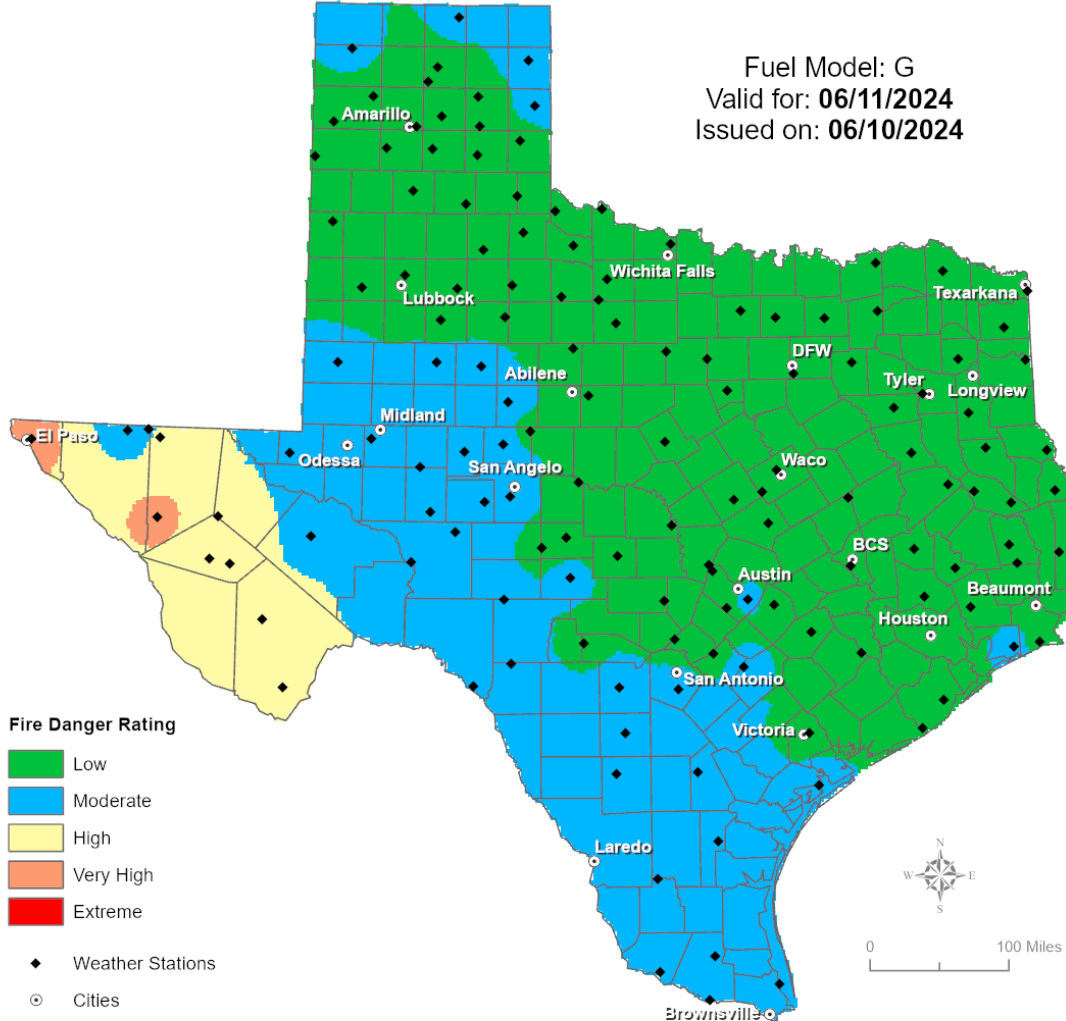 Fuel Model: G
Valid for: 06/11/2024
Issued on: 06/10/2024
Amarillo
Wichita Falls
Lubbock
Texarkana
DFW
Abilene
Tyler
Longview
Midland
El Paso
Odessa
San Angelo
Waco
BCS
Austin
Beaumont
Houston
San Antonio
Victoria
Fire Danger Rating
Low
Moderate
High
Very High
Extreme
Weather Stations
Cities
Laredo
Brownsville
N
W E
S
0 100 Miles